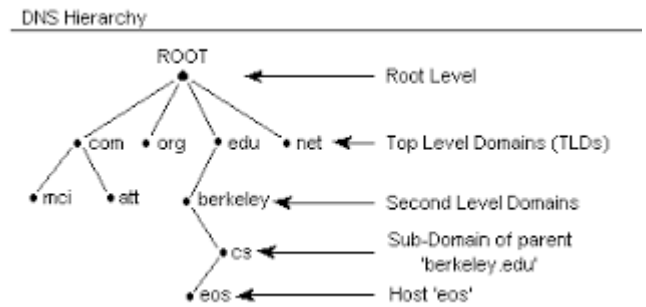 DNS Hierarchy
ROOT
Root Level
com org edu net Top Level Domains (TLDs)
mci att berkeley Second Level Domains
cs Sub-Domain of parent
'berkeley.edu'
eos Host 'eos'